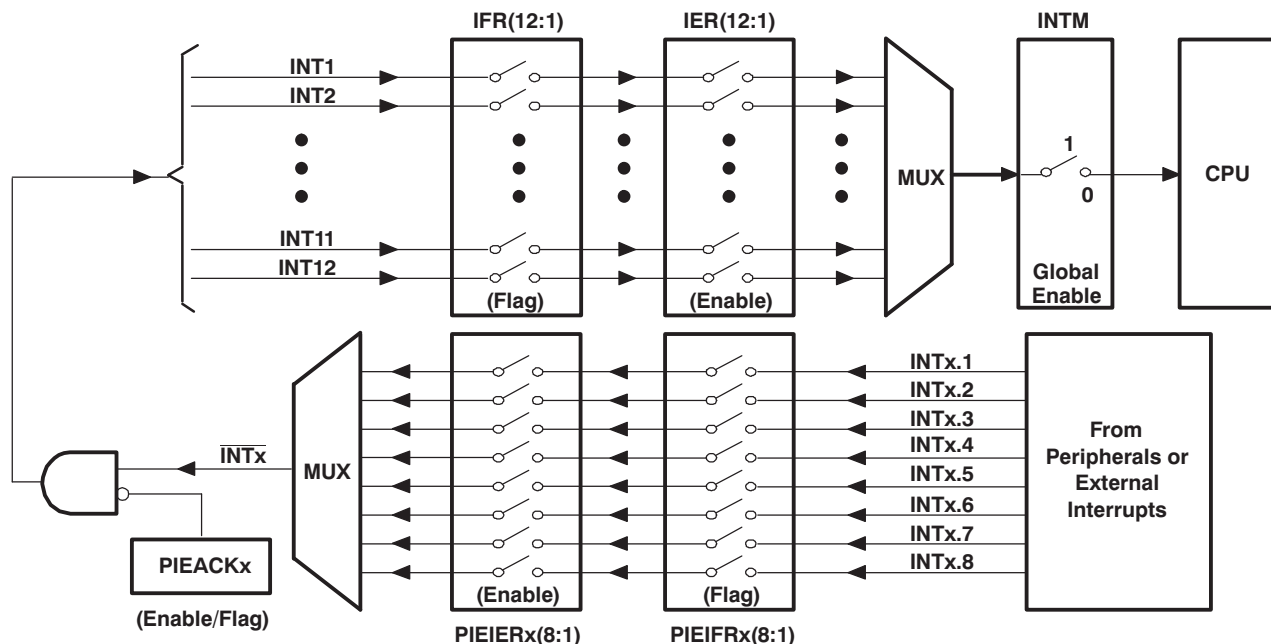 IFR(12:1)
IER(12:1)
INTM
INT1
INT2
1
MUX
CPU
0
INT11
INT12
Global
Enable
(Flag)
(Enable)
INTx.1
INTx.2
INTx.3
INTx.4
INTx.5
INTx.6
INTx.7
INTx.8
From
Peripherals or
External
Interrupts
INTx
MUX
PIEACKx
(Enable/Flag)
(Enable)
(Flag)
PIEIERx(8:1)
PIEIFRx(8:1)